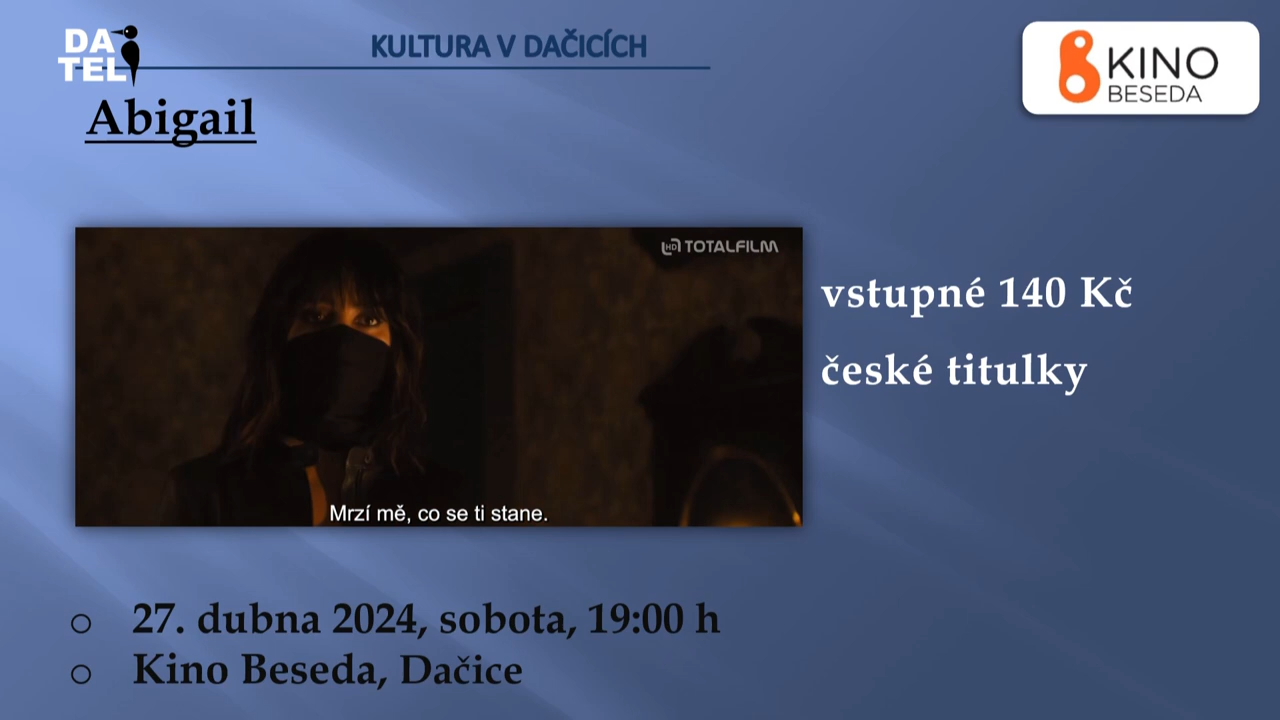 DA
TEL
KULTURA V DAČICÍCH
KINO
BESEDA
Abigail
HD TOTALFILM
vstupné 140 Kč
české titulky
Mrzí mě, co se ti stane.
27. dubna 2024, sobota, 19:00 h
Kino Beseda, Dačice